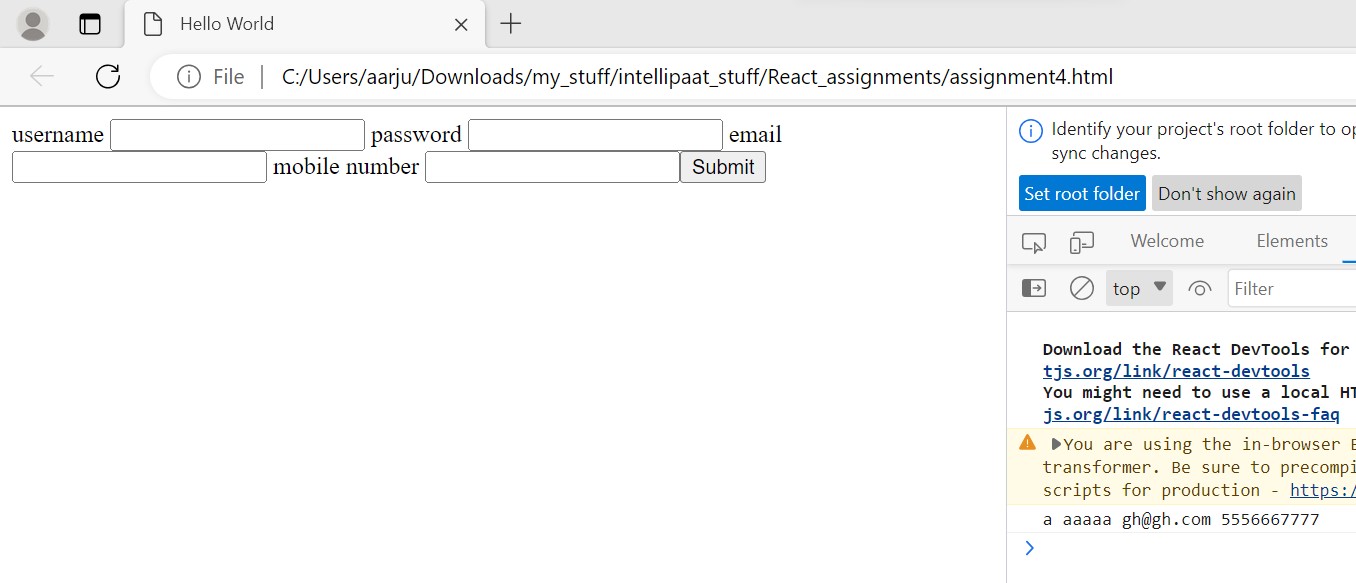 Hello World
File C:/Users/aarju/Downloads/my_stuff/intellipaat_stuff/React_assignments/assignment4.html
username password email
mobile number Submit
Identify your project's root folder to
sync changes.
Set root folder Don't show again
Welcome Elements
top Filter
Download the React DevTools for
tjs.org/link/react-devtools
You might need to use a local
js.org/link/react-devtools-faq
You are using the in-browser
transformer. Be sure to
scripts for production - https:/
a aaaaa gh@gh.com 5556667777